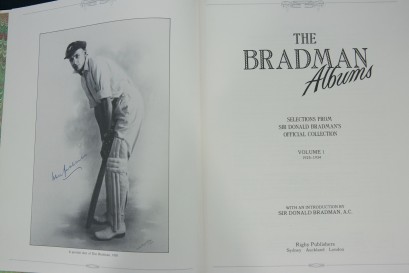 THE
BRADMAN
Albums
SELECTIONS FROM
SIR DONALD BRADMAN'S
OFFICIAL COLLECTION
VOLUME 1
WITH AN INTRODUCTION BY
SIR DONALD BRADMAN, A.C.
Rigby Publishers
Sydney Auckland London